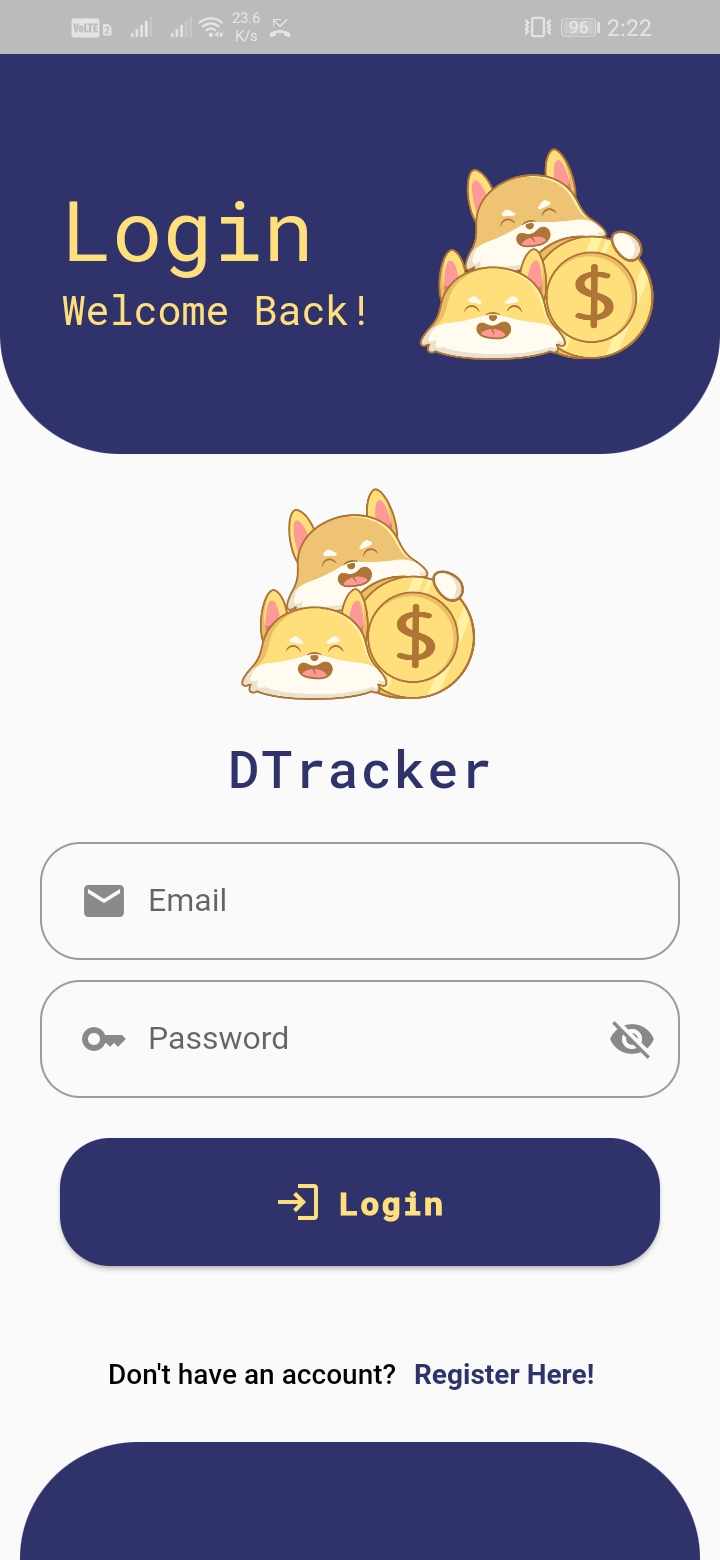 VoLTE 2 23.6 K/s 96 2:22
Login
Welcome Back!
$
$
DTracker
Email
Password
Login
Don't have an account? Register Here!